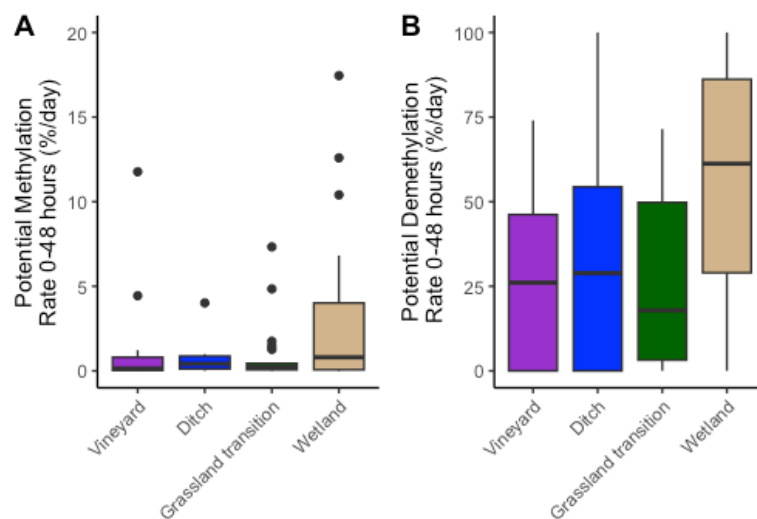 A
Potential Methylation
Rate 0-48 hours (%/day)
20
15
10
5
0
Vineyard
Ditch
Grassland transition
Wetland
B
Potential Demethylation
Rate 0-48 hours (%/day)
100
75
50
25
0
Vineyard
Ditch
Grassland transition
Wetland